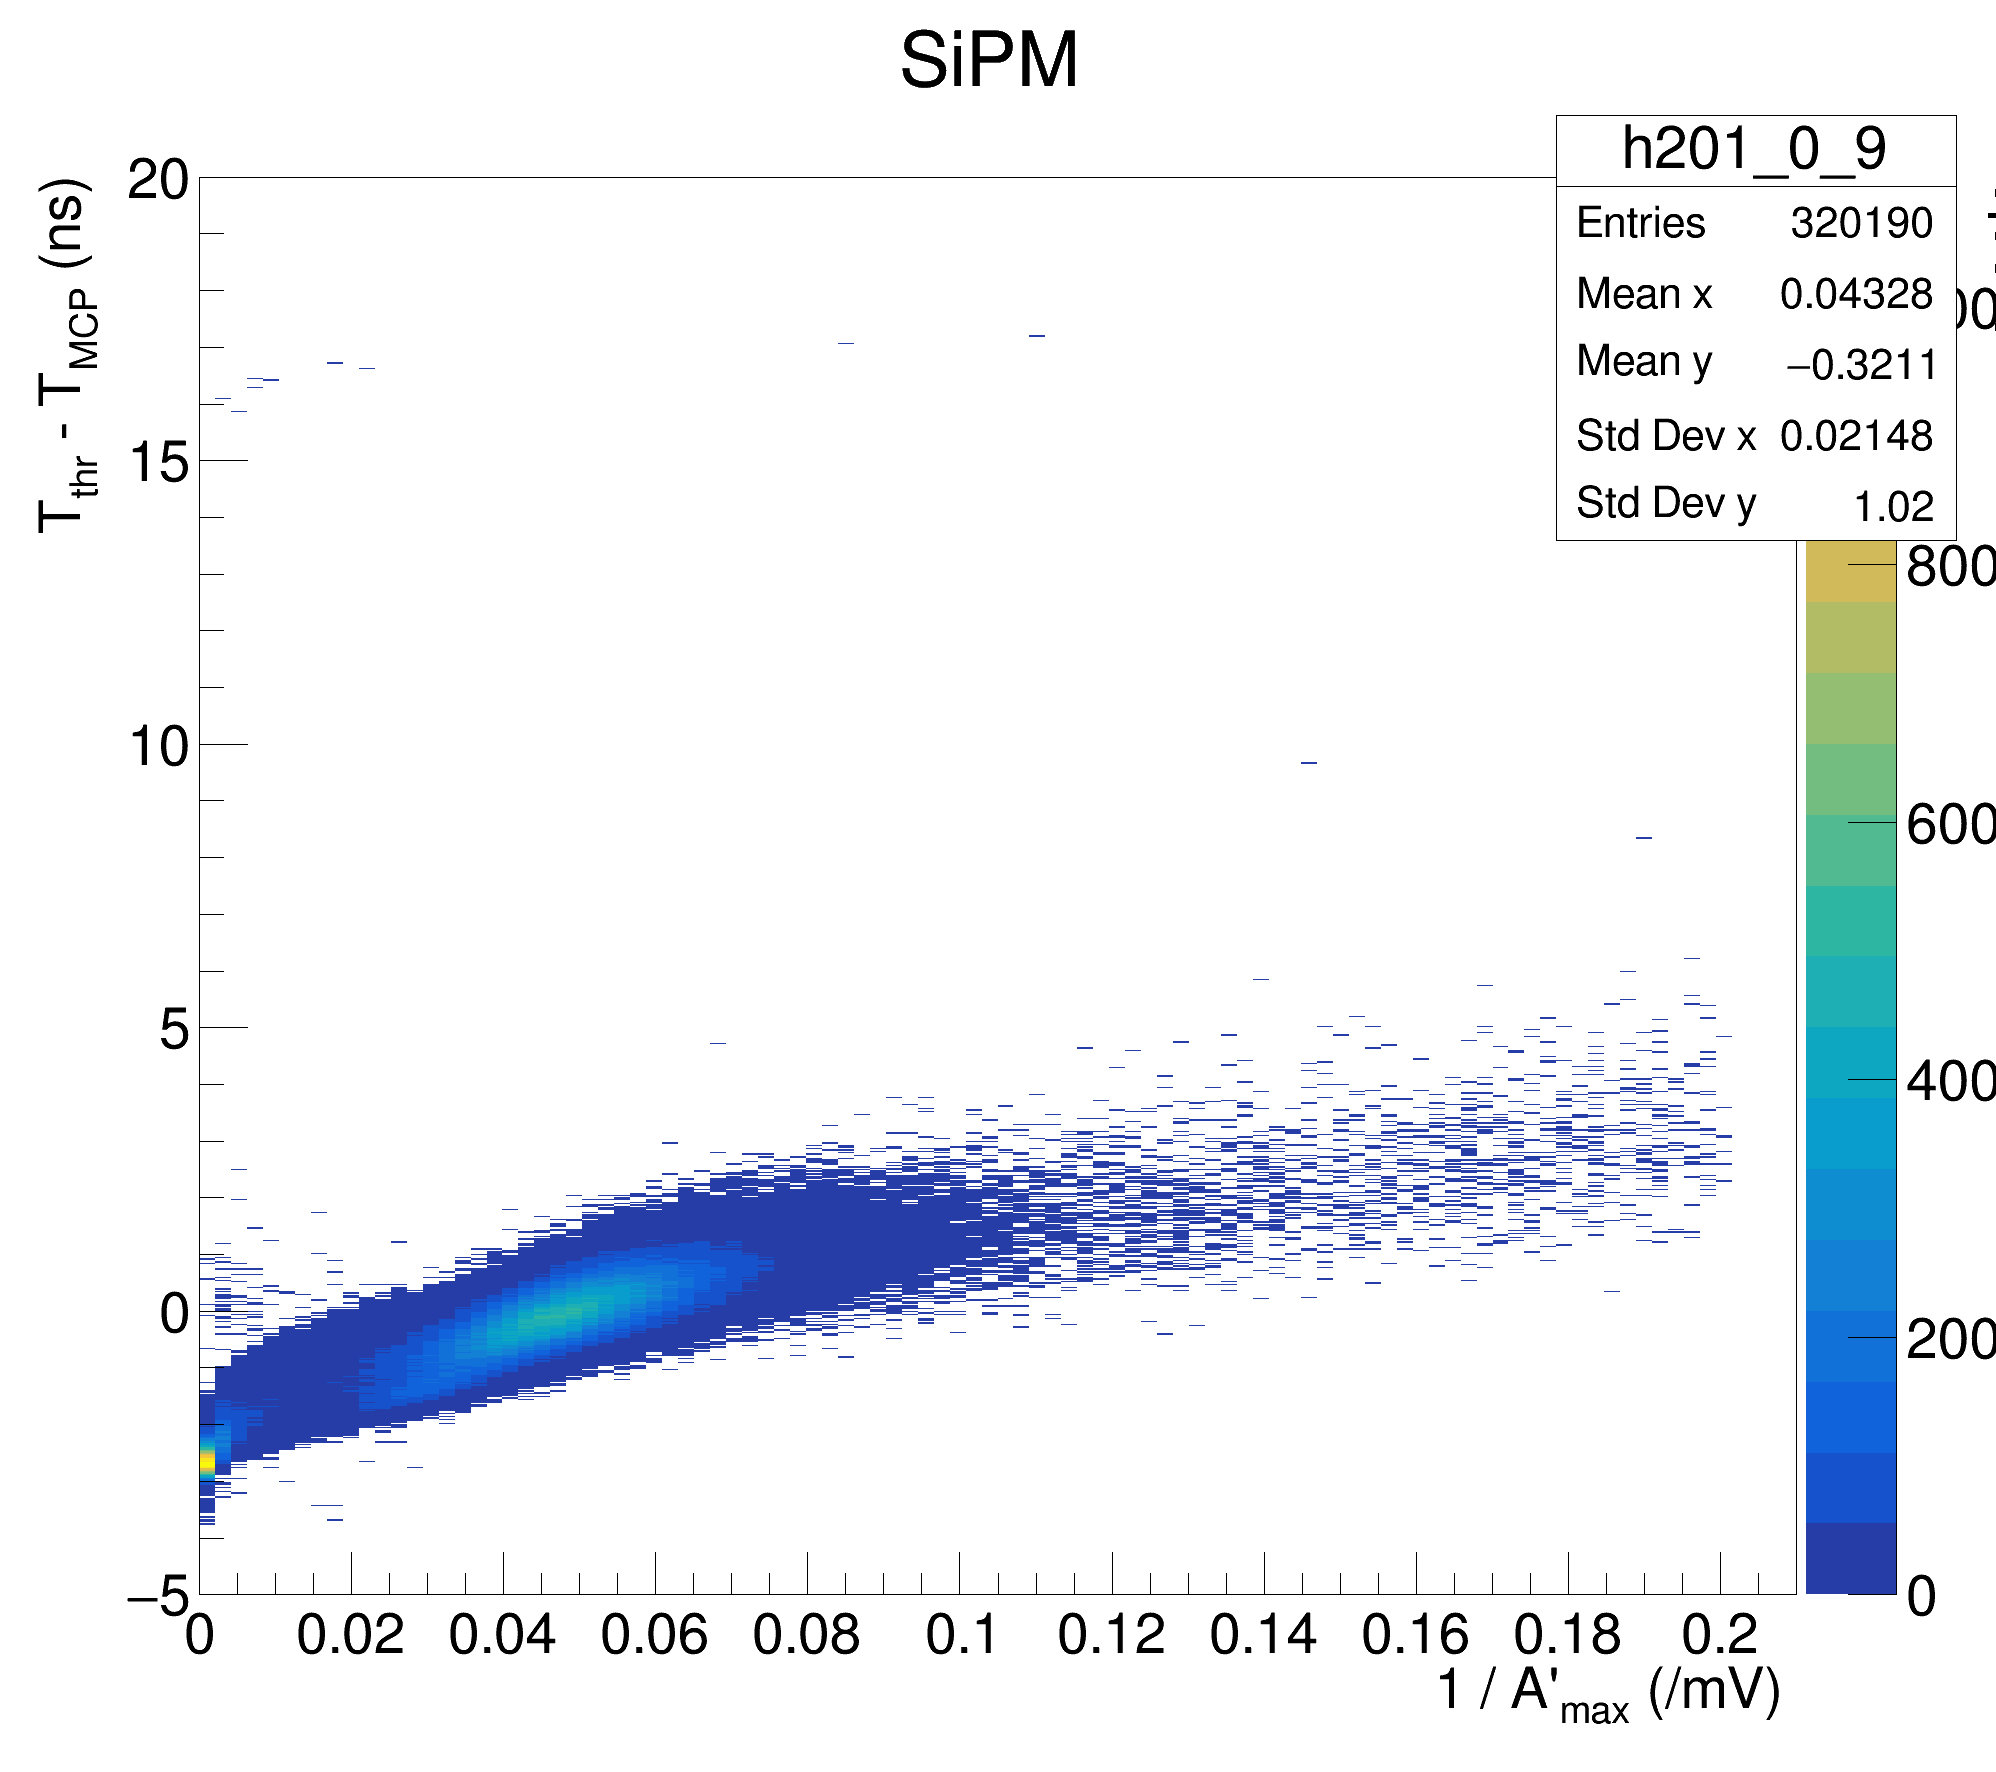 SiPM
h201_0_9
Entries 320190
Mean x 0.04328
Mean y −0.3211
Std Dev x 0.02148
Std Dev y 1.02
T_thr - T_MCP (ns)
20
15
10
5
0
−5
0 0.02 0.04 0.06 0.08 0.1 0.12 0.14 0.16 0.18 0.2
1 / A'_max (/mV)
800
600
400
200
0